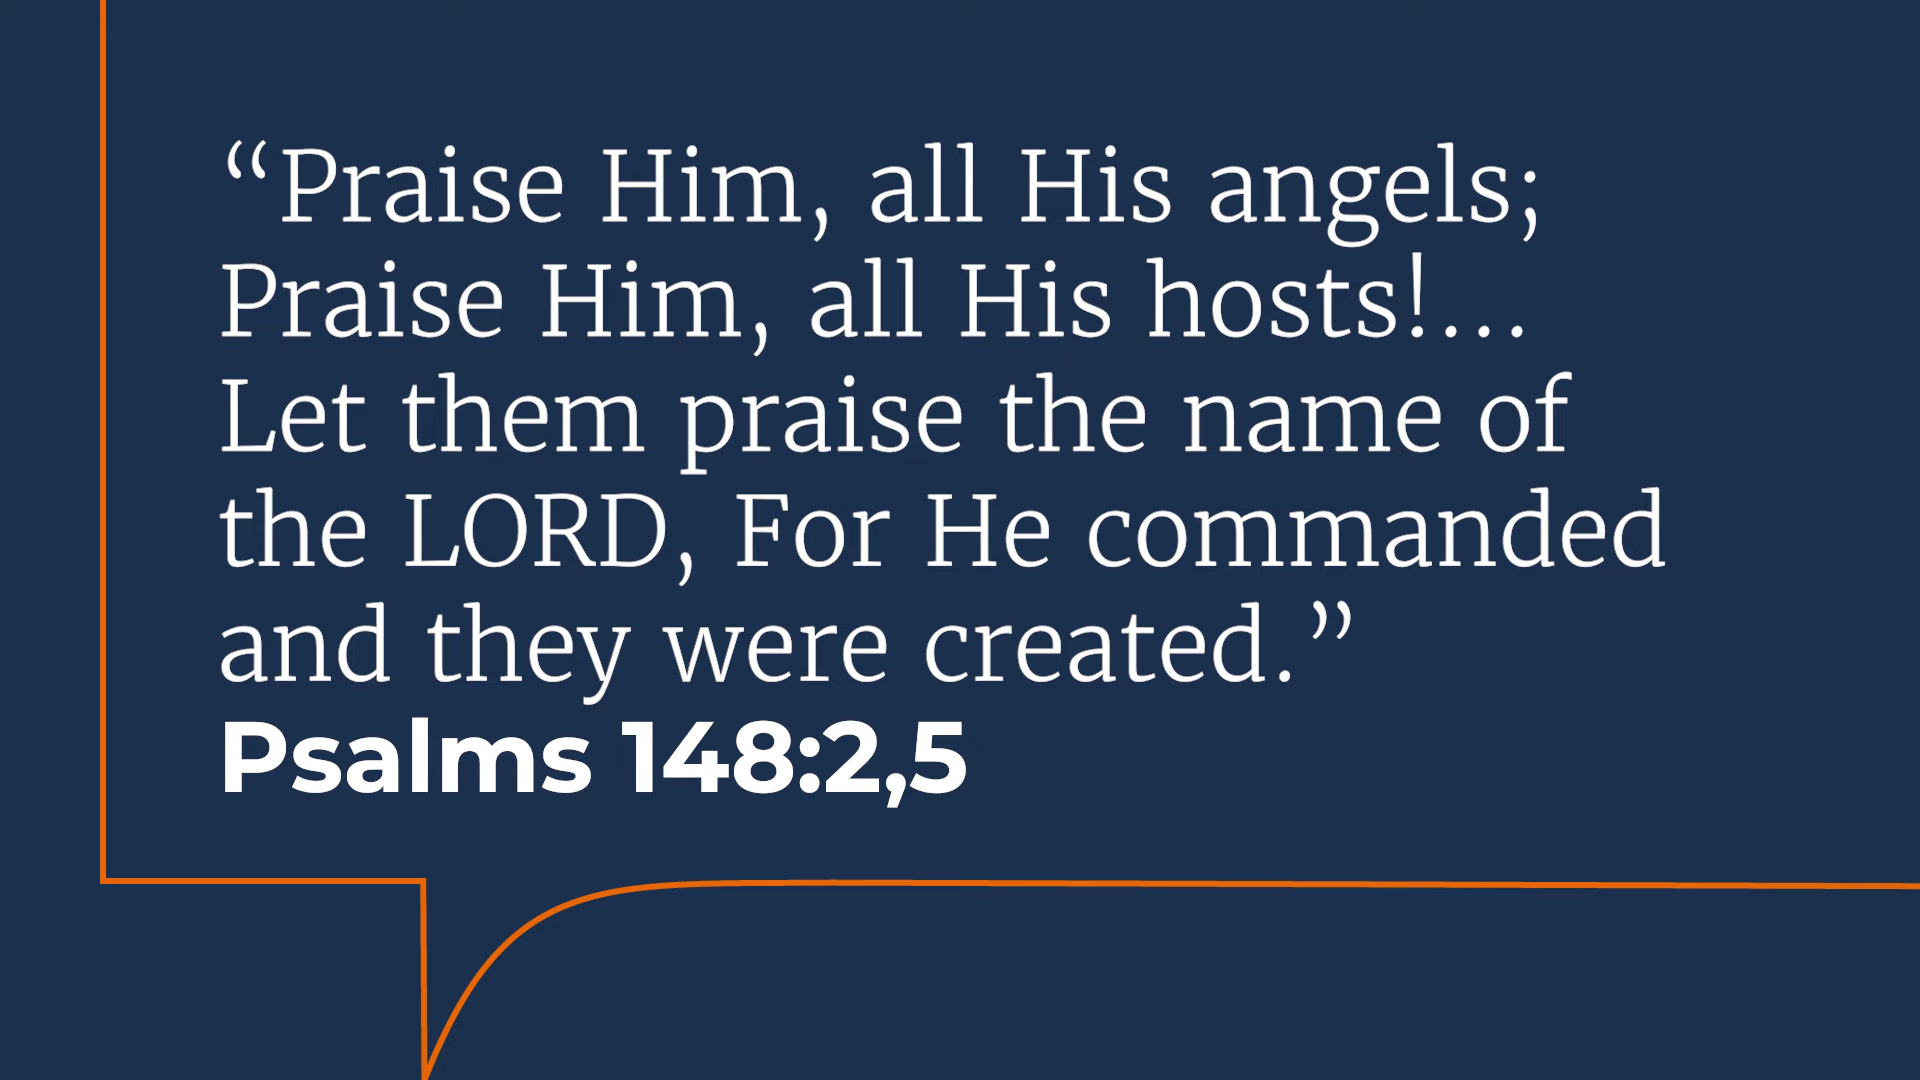 “Praise Him, all His angels;
Praise Him, all His hosts!...
Let them praise the name of
the LORD, For He commanded
and they were created.”
Psalms 148:2,5